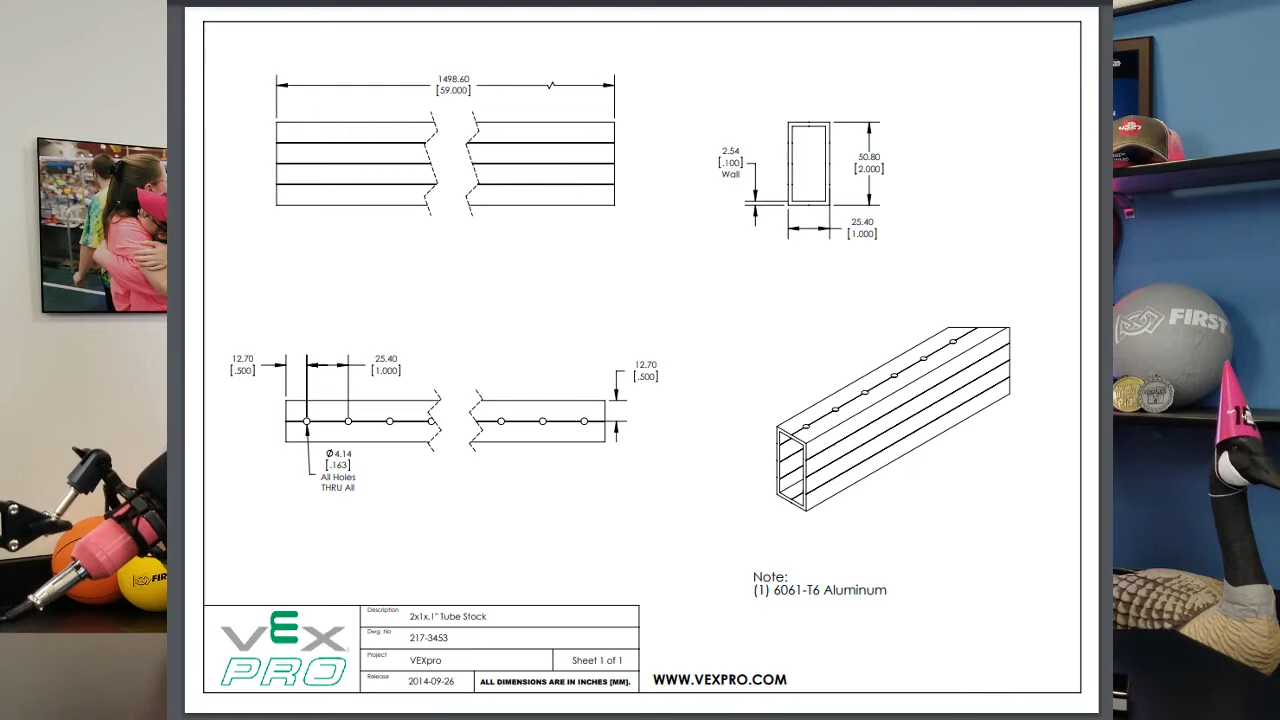 1498.60
[59.000]
2.54
[.100]
Wall
50.80
[2.000]
25.40
[1.000]
12.70
[.500]
25.40
[1.000]
12.70
[.500]
Ø4.14
[.163]
All Holes
THRU All
FIRST
FIR
Note:
(1) 6061-T6 Aluminum
VEX
PRO
Description
2x1x.1" Tube Stock
Dwg. No
217-3453
Project
VEXpro
Sheet 1 of 1
Release
2014-09-26
ALL DIMENSIONS ARE IN INCHES [MM].
WWW.VEXPRO.COM